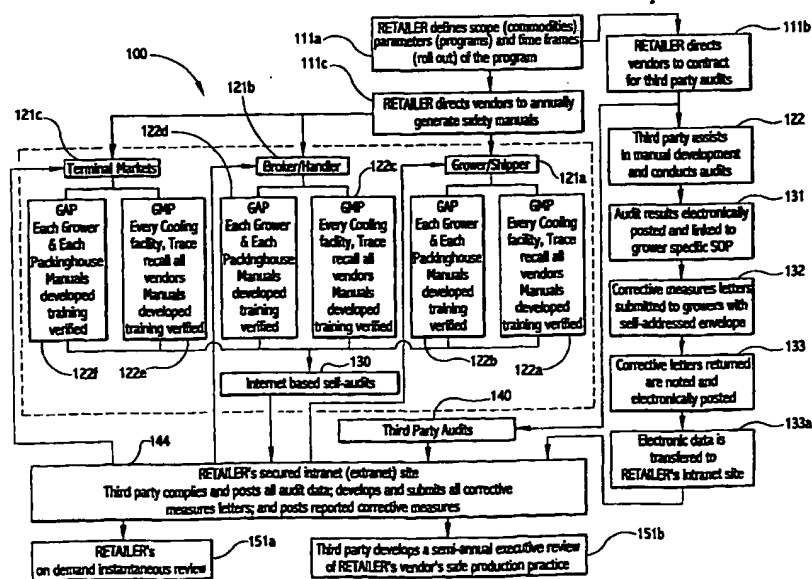 111a
RETAILER defines scope (commodities)
parameters (programs) and time frames
(roll out) of the program
111b
RETAILER directs
vendors to contract
for third party audits
100
111c
RETAILER directs vendors to annually
generate safety manuals
121c
122d
121b
122c
121a
Terminal Markets
Broker/Handler
Grower/Shipper
GAP
Each Grower
& Each
Packinghouse
Manuals
developed
training
verified
GMP
Every Cooling
facility, Trace
recall all
vendors
Manuals
developed
training verified
GAP
Each Grower
& Each
Packinghouse
Manuals
developed
training
verified
GMP
Every Cooling
facility, Trace
recall all
vendors
Manuals
developed
training verified
GAP
Each Grower
& Each
Packinghouse
Manuals
developed
training
verified
GMP
Every Cooling
facility, Trace
recall all
vendors
Manuals
developed
training verified
122f
122e
122b
122a
130
Internet based self-audits
122
Third party assists
in manual development
and conducts audits
131
Audit results electronically
posted and linked to
grower specific SOP
132
Corrective measures letters
submitted to growers with
self-addressed envelope
133
Corrective letters returned
are noted and
electronically posted
133a
Electronic data is
transfered to
RETAILER's intranet site
140
Third Party Audits
144
RETAILER's secured intranet (extranet) site
Third party complies and posts all audit data; develops and submits all corrective
measures letters; and posts reported corrective measures
RETAILER's
on demand instantaneous review
151a
Third party develops a semi-annual executive review
of RETAILER's vendor's safe production practice
151b